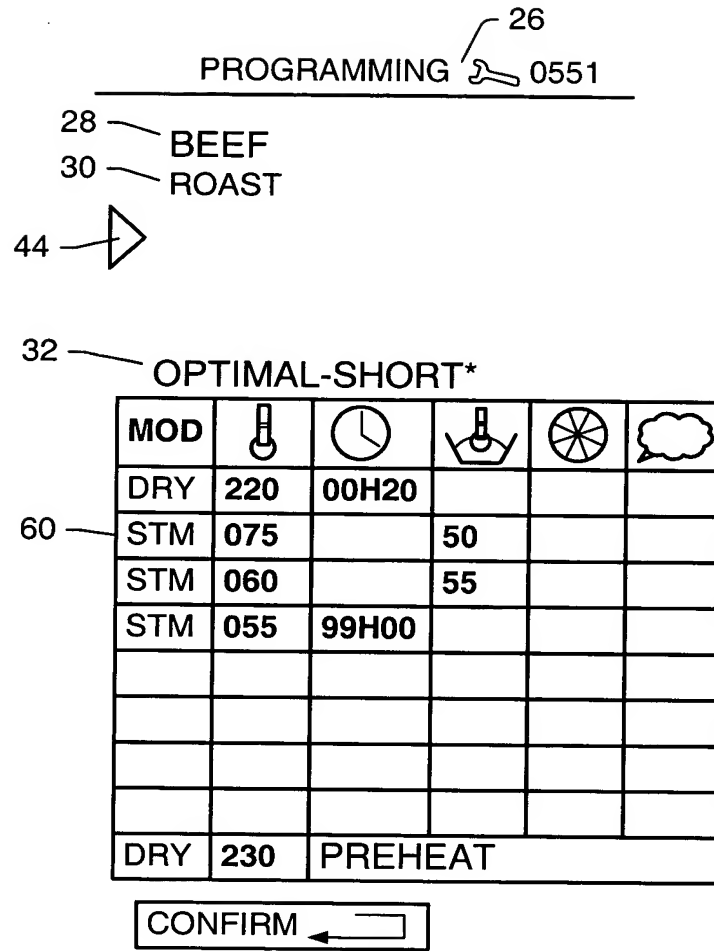 26
PROGRAMMING 0551
28 BEEF
30 ROAST
44
32 OPTIMAL-SHORT*
MOD
DRY 220 00H20
60 STM 075 50
STM 060 55
STM 055 99H00
DRY 230 PREHEAT
CONFIRM